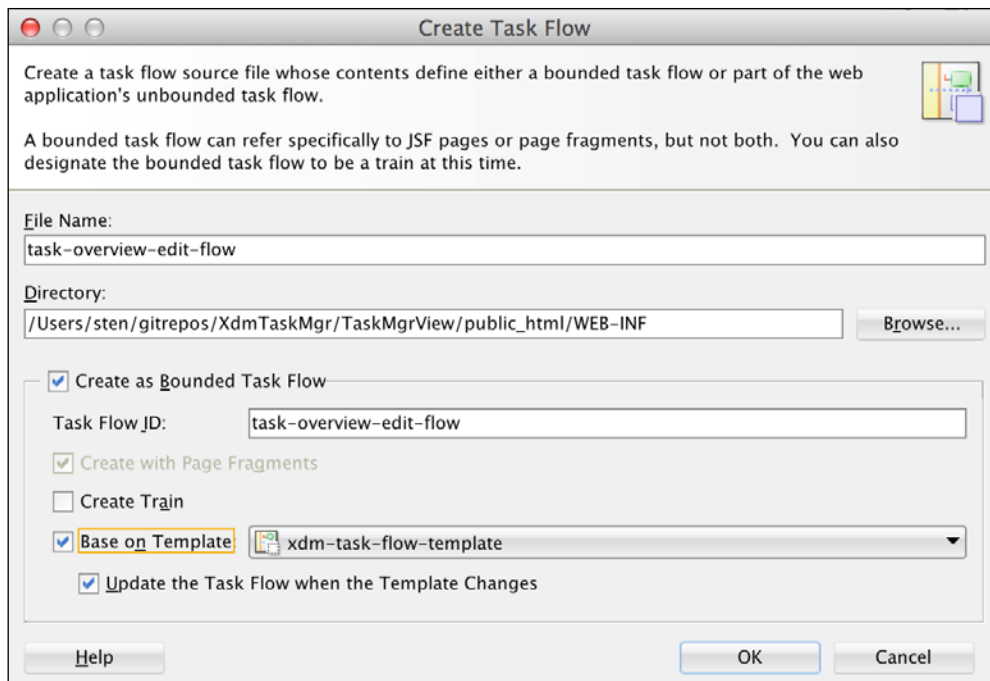 Create Task Flow
Create a task flow source file whose contents define either a bounded task flow or part of the web
application's unbounded task flow.
A bounded task flow can refer specifically to JSF pages or page fragments, but not both. You can also
designate the bounded task flow to be a train at this time.
File Name:
task-overview-edit-flow
Directory:
/Users/sten/gitrepos/XdmTaskMgr/TaskMgrView/public_html/WEB-INF
Browse...
Create as Bounded Task Flow
Task Flow ID:
task-overview-edit-flow
Create with Page Fragments
Create Train
Base on Template:
xdm-task-flow-template
Update the Task Flow when the Template Changes
Help
OK
Cancel